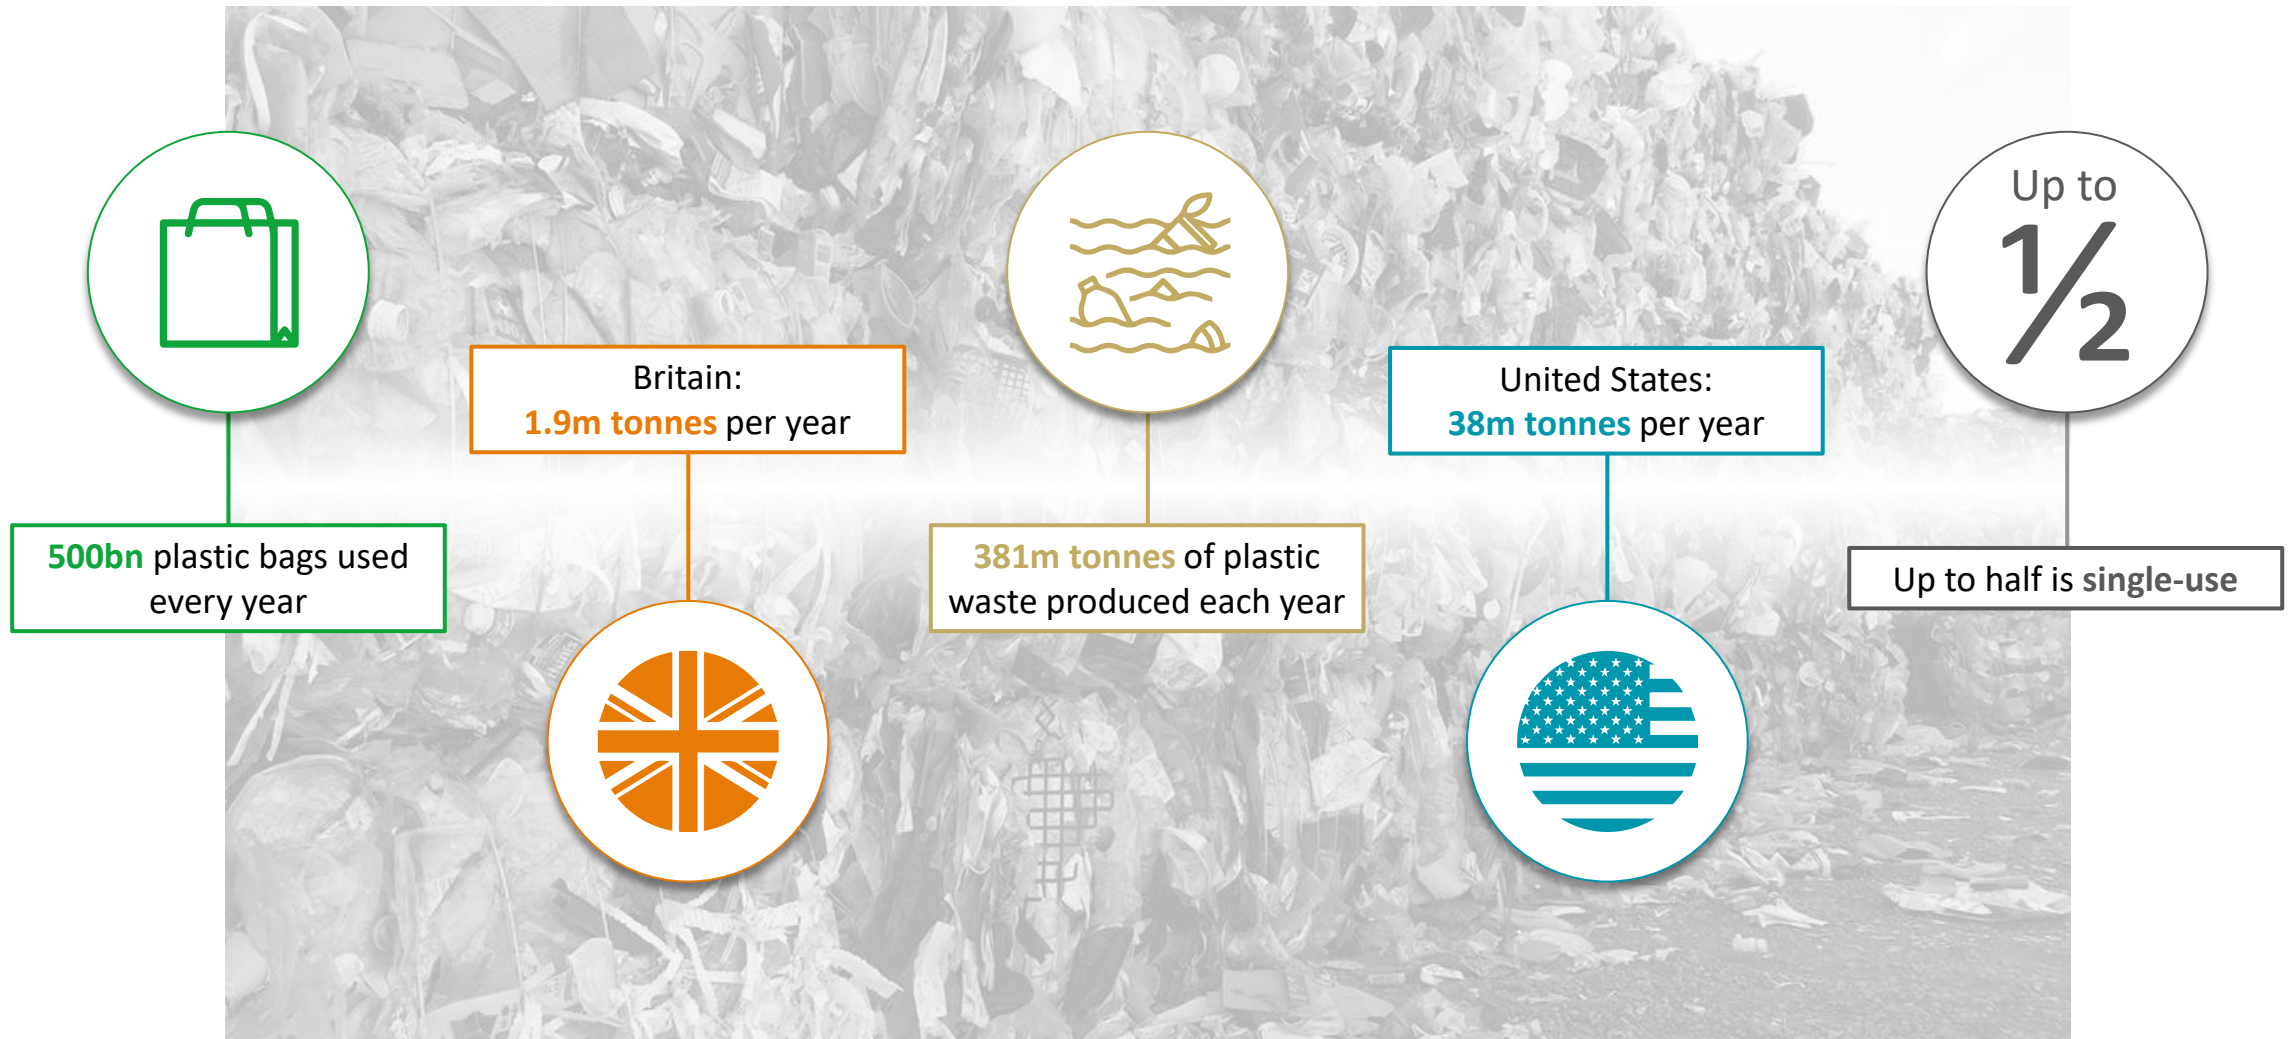 500bn plastic bags used
every year
Britain:
1.9m tonnes per year
381m tonnes of plastic
waste produced each year
United States:
38m tonnes per year
Up to
½
Up to half is single-use